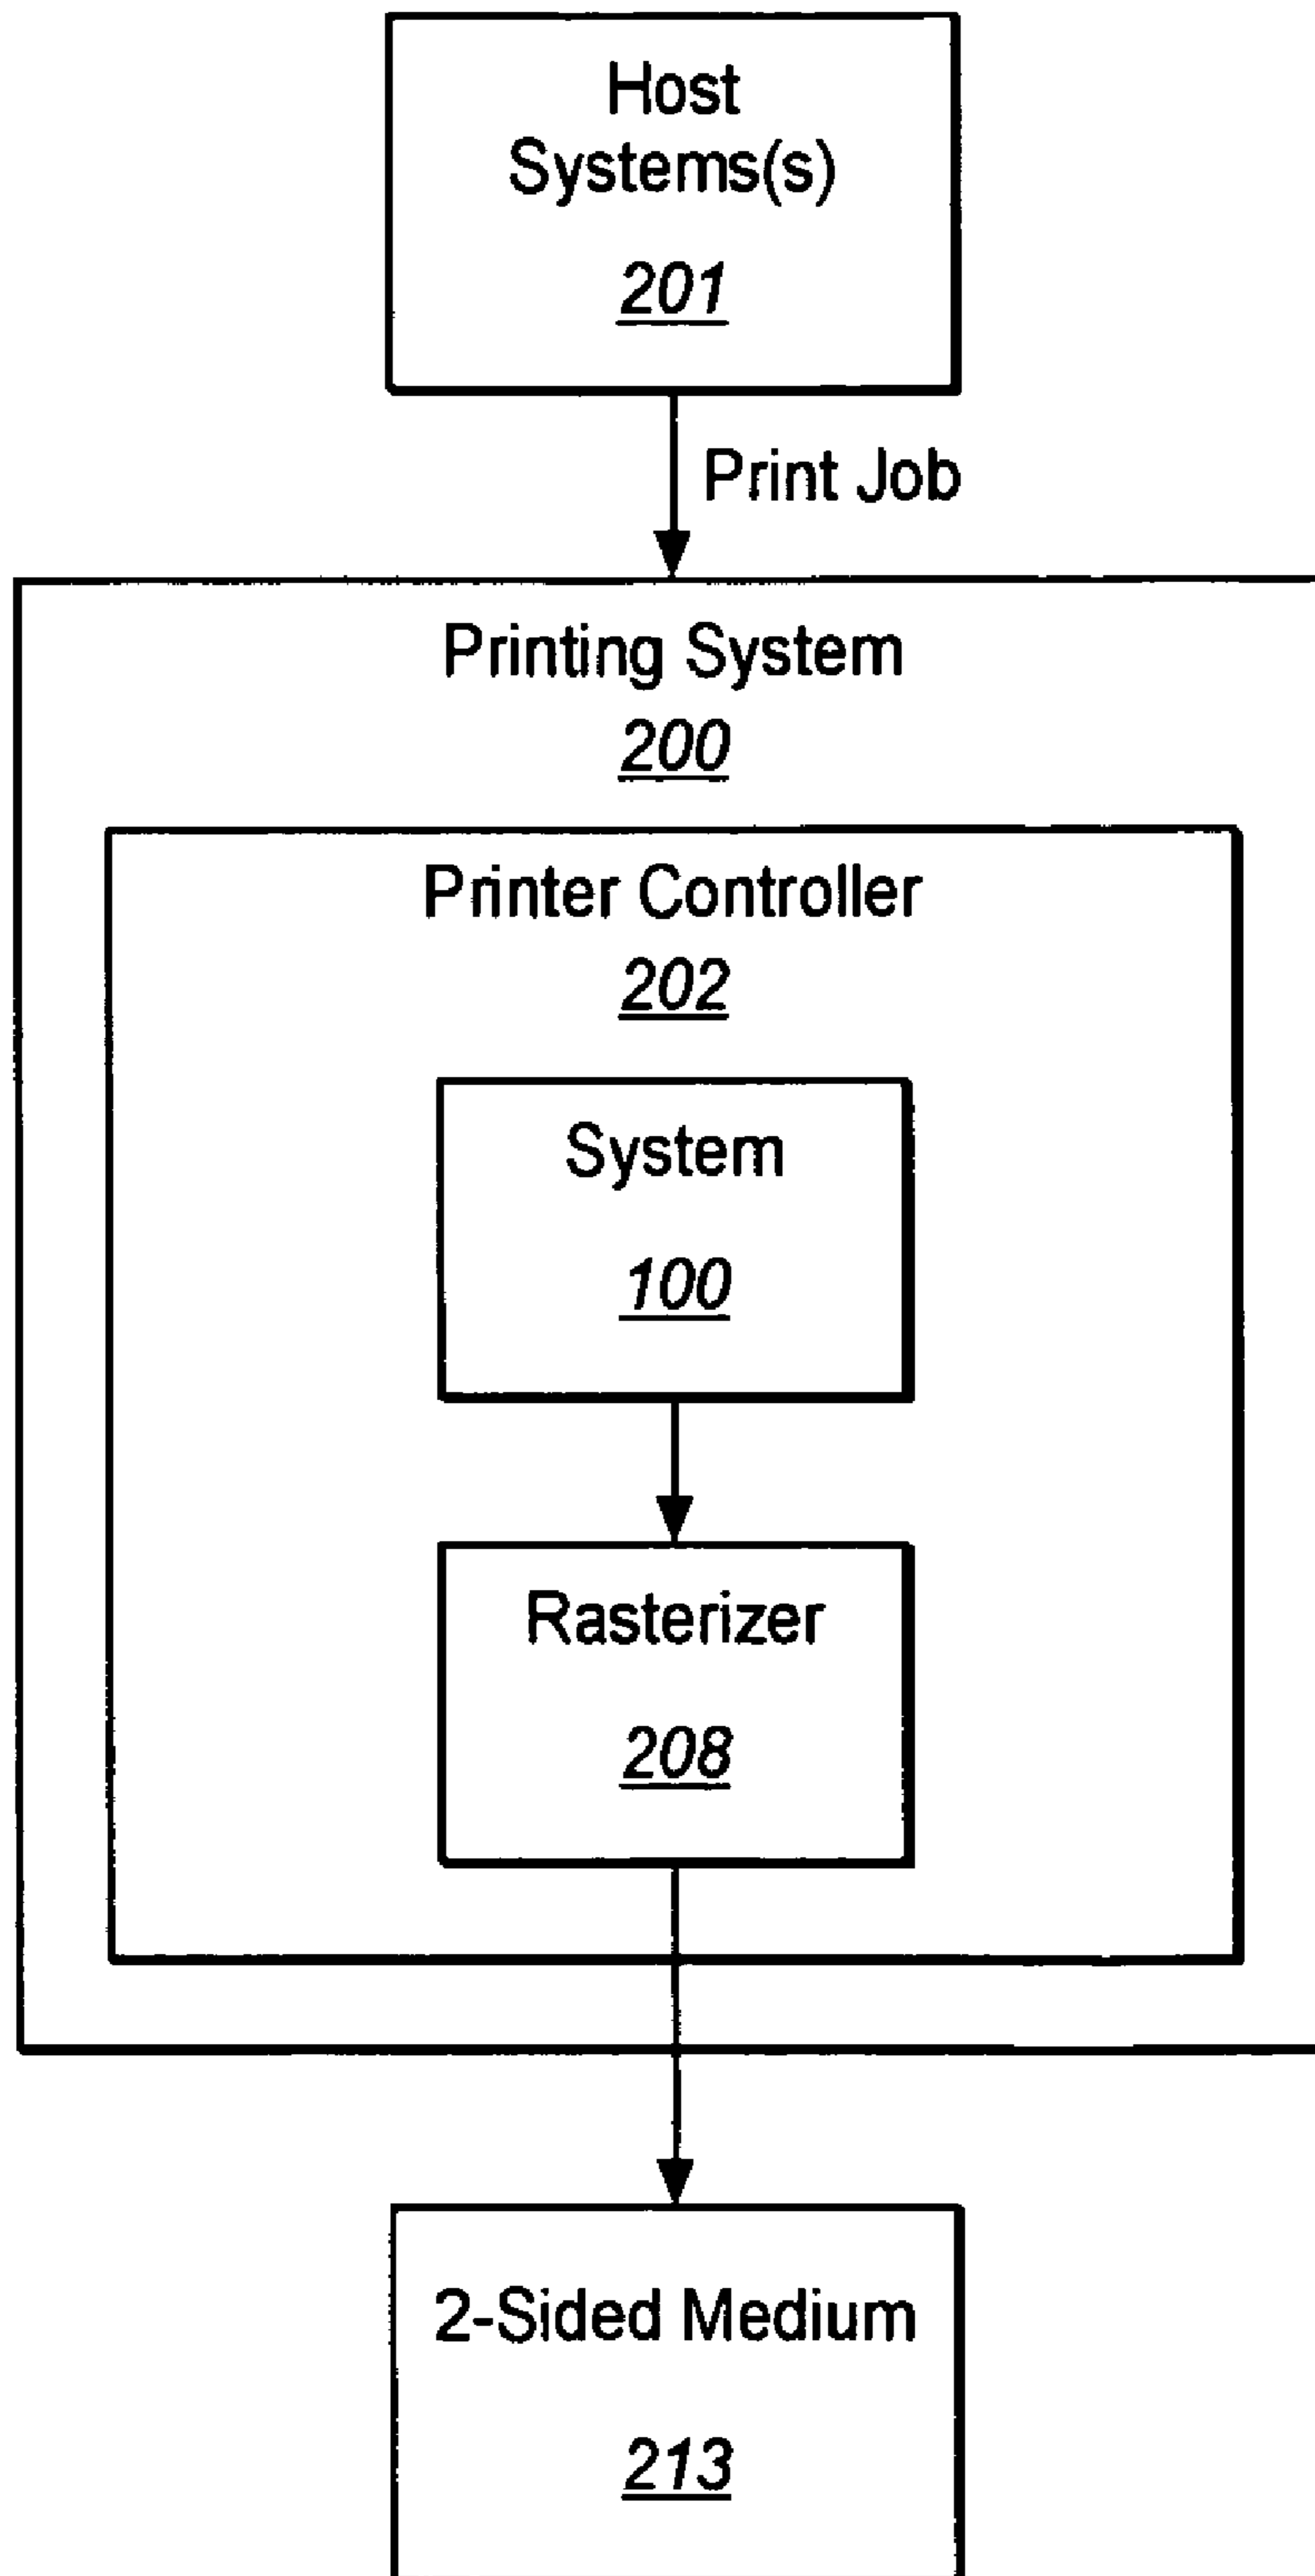 Host
Systems(s)
201
Print Job
Printing System
200
Printer Controller
202
System
100
Rasterizer
208
2-Sided Medium
213